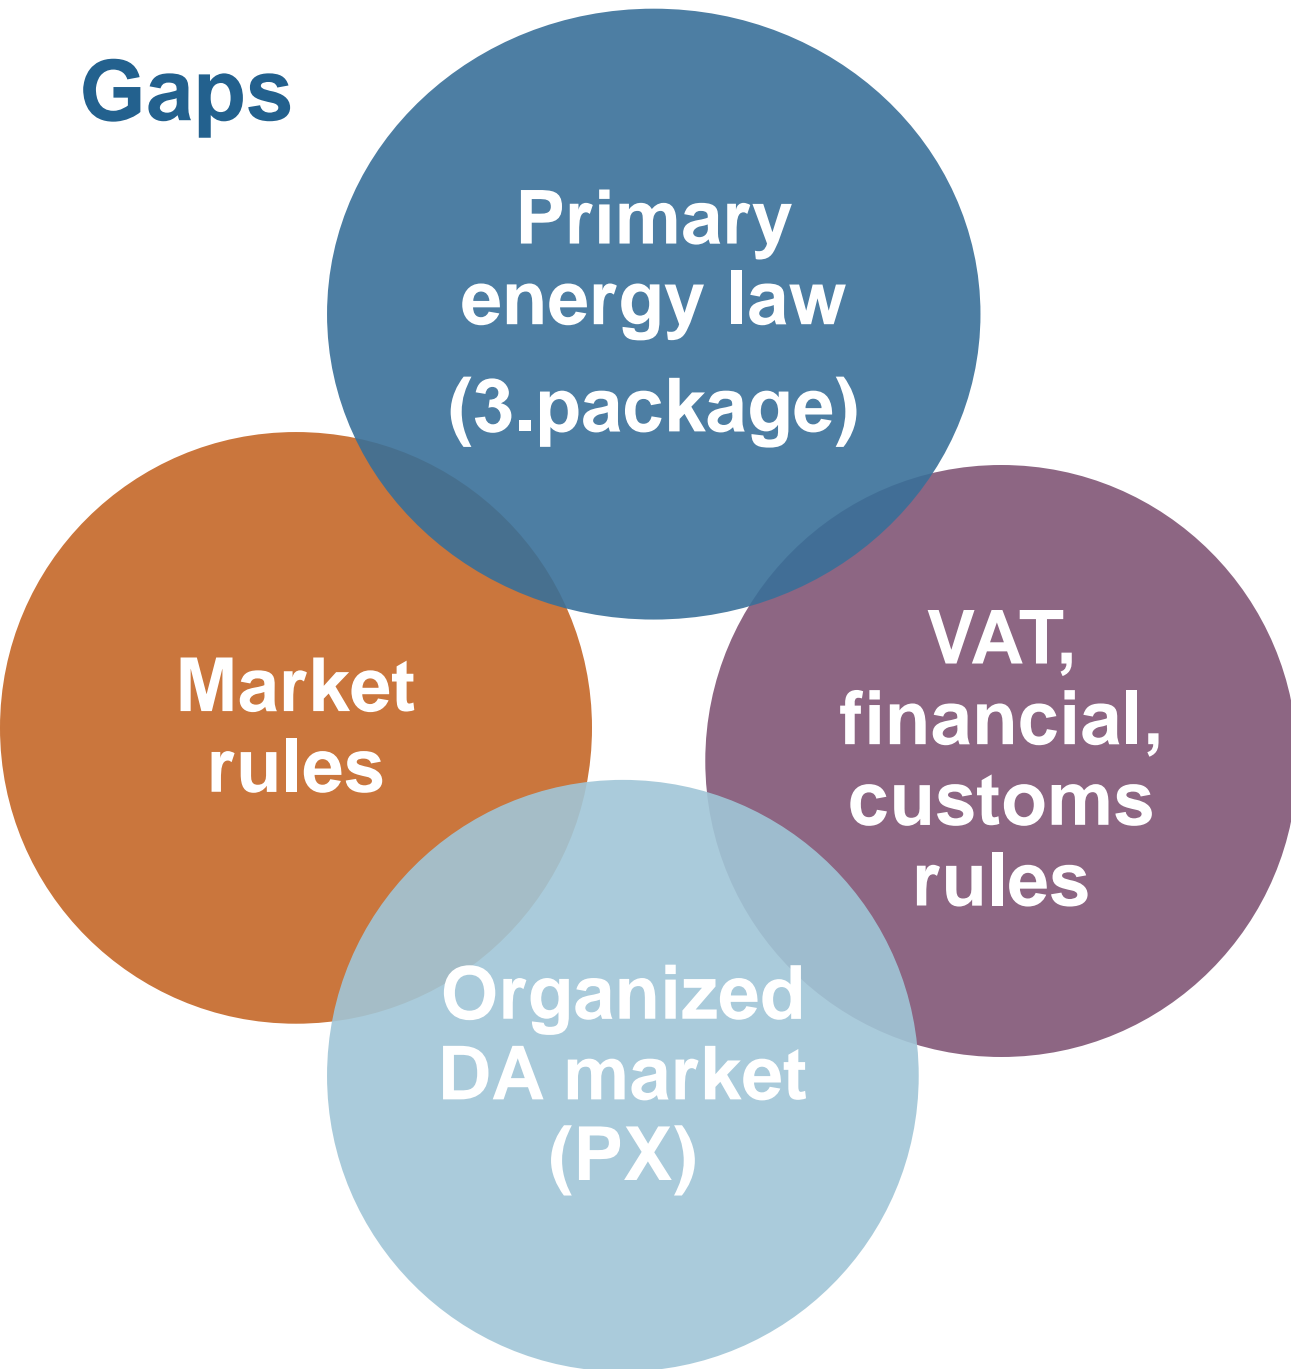 Gaps
Primary
energy law
(3.package)
Market
rules
VAT,
financial,
customs
rules
Organized
DA market
(PX)